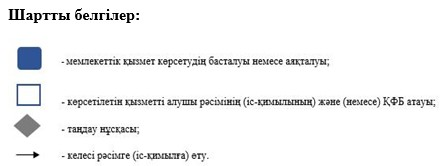 Шартты белгілер:
- мемлекеттік қызмет көрсетудің басталуы немесе аяқталуы;
- көрсетілетін қызметті алушы рәсімінің (іс-қимылының) және (немесе) ҚФБ атауы;
- таңдау нұсқасы;
- келесі рәсімге (іс-қимылға) өту.